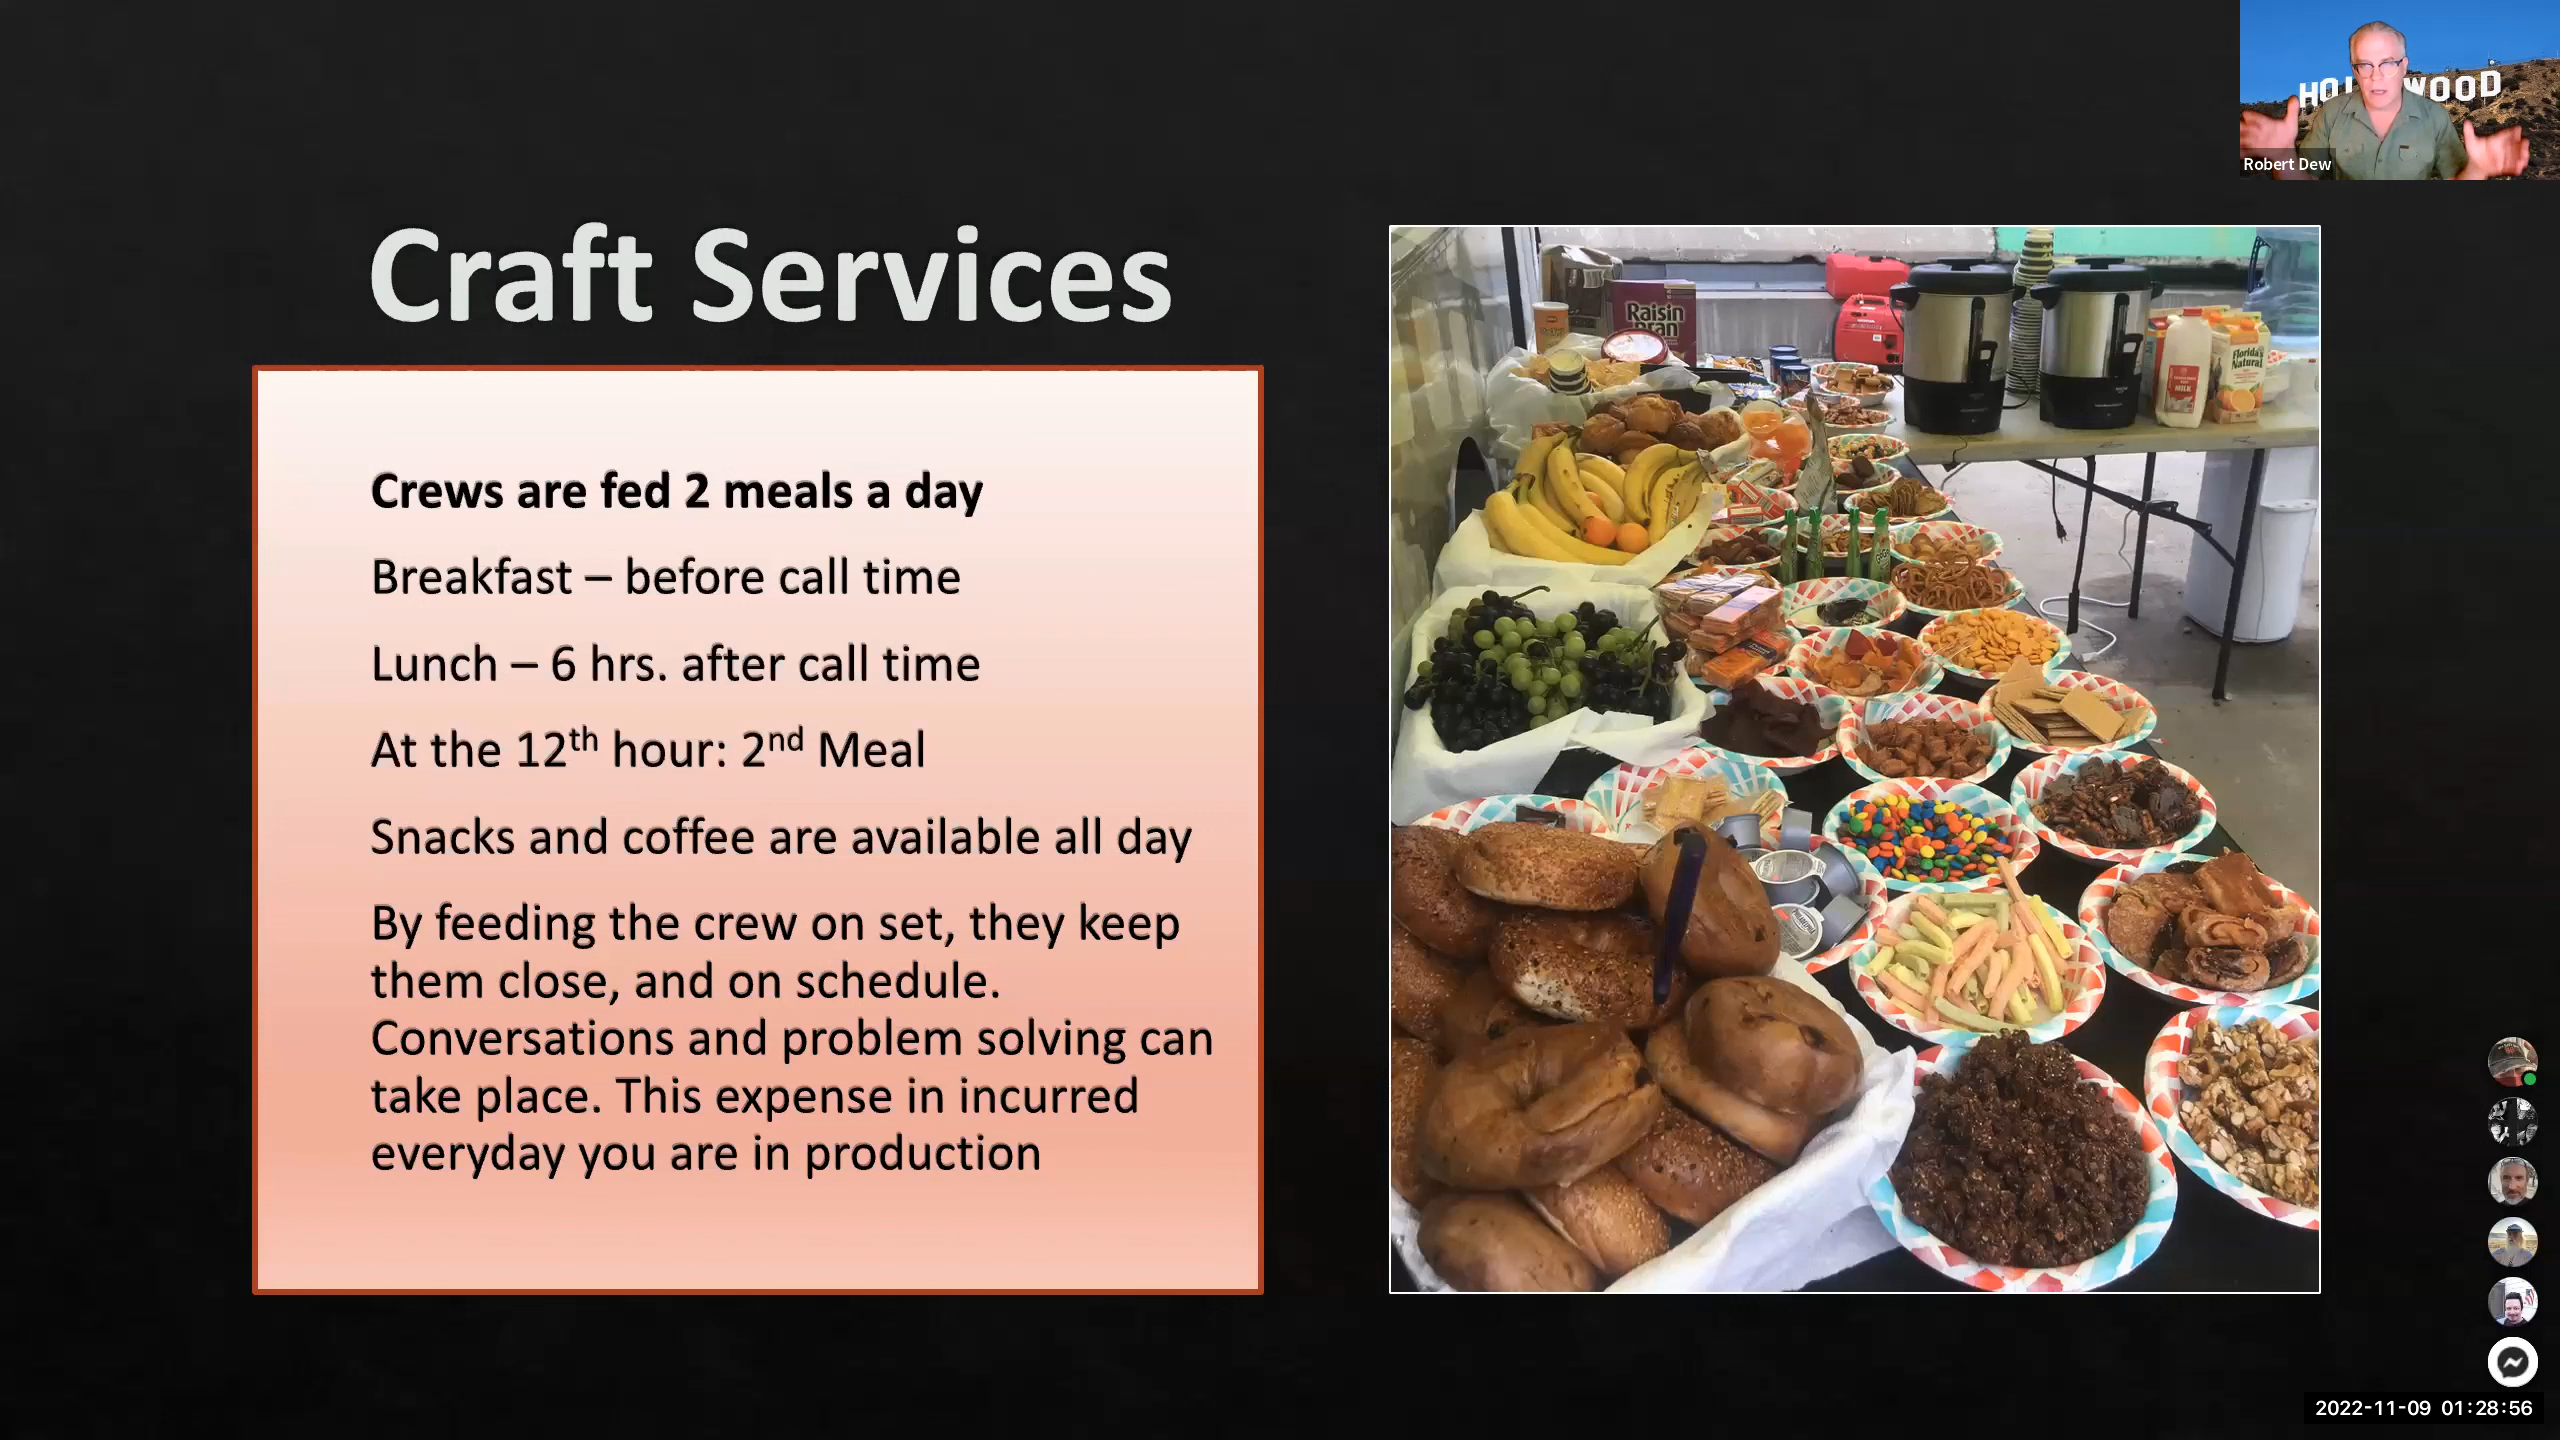 HOL WOOD
Robert Dew
Craft Services
Crews are fed 2 meals a day
Breakfast – before call time
Lunch – 6 hrs. after call time
At the 12th hour: 2nd Meal
Snacks and coffee are available all day
By feeding the crew on set, they keep
them close, and on schedule.
Conversations and problem solving can
take place. This expense in incurred
everyday you are in production
Raisin
Bran
MILK
Florida's
Natural
2022-11-09 01:28:56